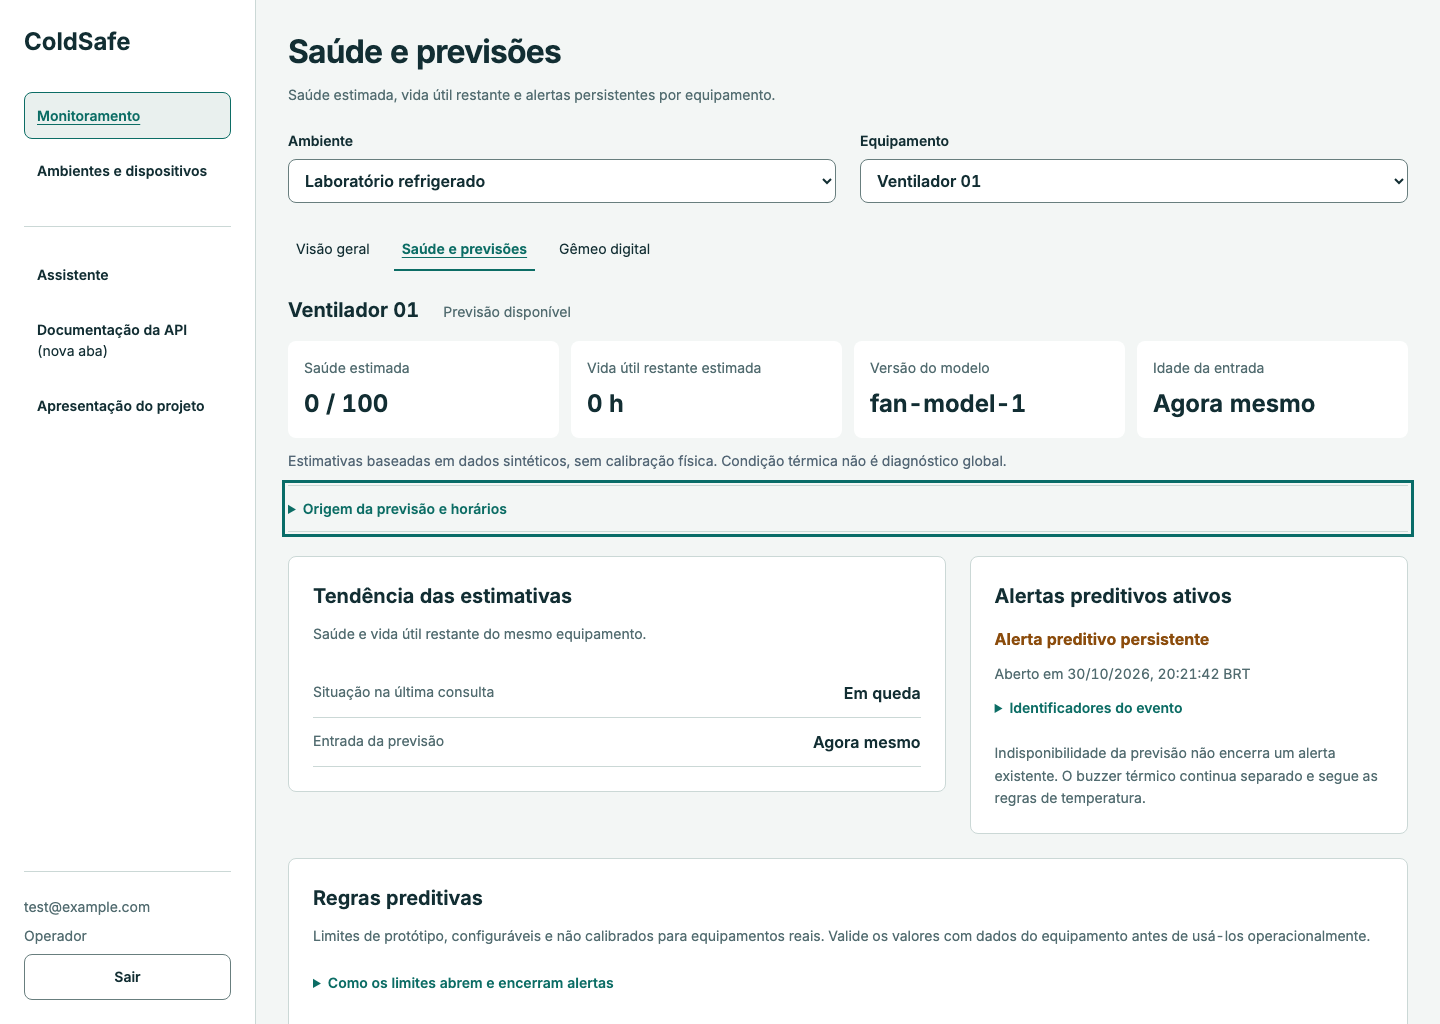 ColdSafe
Monitoramento
Ambientes e dispositivos
Assistente
Documentação da API
(nova aba)
Apresentação do projeto
test@example.com
Operador
Sair
Saúde e previsões
Saúde estimada, vida útil restante e alertas persistentes por equipamento.
Ambiente
Laboratório refrigerado
Equipamento
Ventilador 01
Visão geral
Saúde e previsões
Gêmeo digital
Ventilador 01
Previsão disponível
Saúde estimada
0 / 100
Vida útil restante estimada
0 h
Versão do modelo
fan-model-1
Idade da entrada
Agora mesmo
Estimativas baseadas em dados sintéticos, sem calibração física. Condição térmica não é diagnóstico global.
Origem da previsão e horários
Tendência das estimativas
Saúde e vida útil restante do mesmo equipamento.
Situação na última consulta
Em queda
Entrada da previsão
Agora mesmo
Alertas preditivos ativos
Alerta preditivo persistente
Aberto em 30/10/2026, 20:21:42 BRT
Identificadores do evento
Indisponibilidade da previsão não encerra um alerta
existente. O buzzer térmico continua separado e segue as
regras de temperatura.
Regras preditivas
Limites de protótipo, configuráveis e não calibrados para equipamentos reais. Valide os valores com dados do equipamento antes de usá-los operacionalmente.
Como os limites abrem e encerram alertas